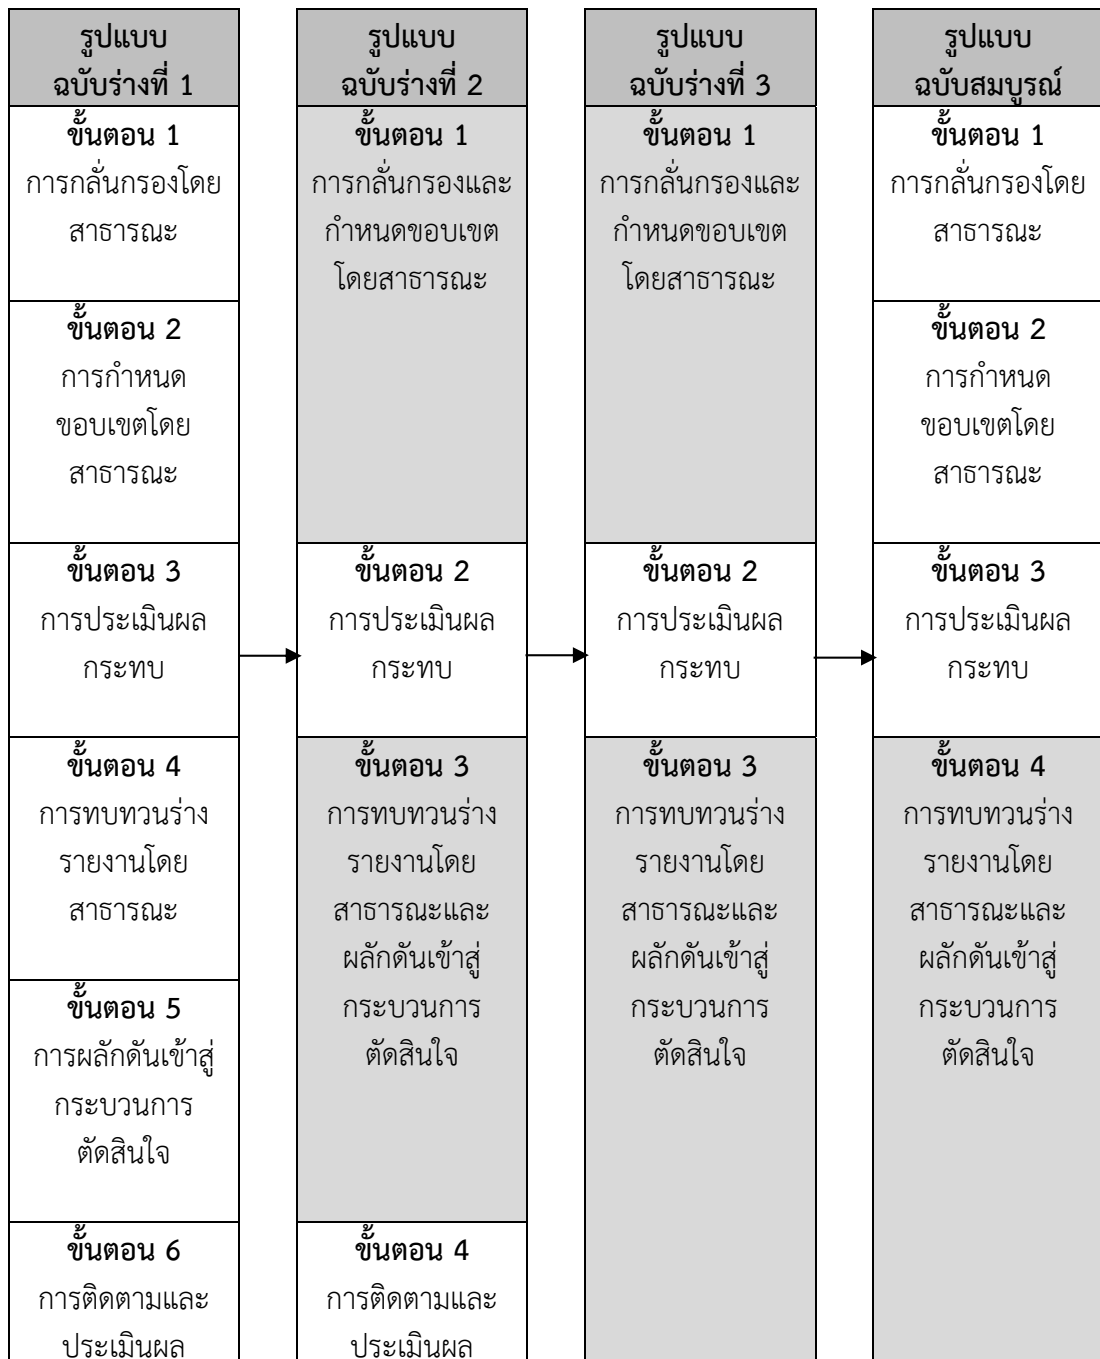 รูปแบบ
ฉบับร่างที่ 1
ขั้นตอน 1
การกลั่นกรองโดย
สาธารณะ
ขั้นตอน 2
การกำหนด
ขอบเขตโดย
สาธารณะ
ขั้นตอน 3
การประเมินผล
กระทบ
ขั้นตอน 4
การทบทวนร่าง
รายงานโดย
สาธารณะ
ขั้นตอน 5
การผลักดันเข้าสู่
กระบวนการ
ตัดสินใจ
ขั้นตอน 6
การติดตามและ
ประเมินผล
รูปแบบ
ฉบับร่างที่ 2
ขั้นตอน 1
การกลั่นกรองและ
กำหนดขอบเขต
โดยสาธารณะ
ขั้นตอน 2
การประเมินผล
กระทบ
ขั้นตอน 3
การทบทวนร่าง
รายงานโดย
สาธารณะและ
ผลักดันเข้าสู่
กระบวนการ
ตัดสินใจ
ขั้นตอน 4
การติดตามและ
ประเมินผล
รูปแบบ
ฉบับร่างที่ 3
ขั้นตอน 1
การกลั่นกรองและ
กำหนดขอบเขต
โดยสาธารณะ
ขั้นตอน 2
การประเมินผล
กระทบ
ขั้นตอน 3
การทบทวนร่าง
รายงานโดย
สาธารณะและ
ผลักดันเข้าสู่
กระบวนการ
ตัดสินใจ
รูปแบบ
ฉบับสมบูรณ์
ขั้นตอน 1
การกลั่นกรองโดย
สาธารณะ
ขั้นตอน 2
การกำหนด
ขอบเขตโดย
สาธารณะ
ขั้นตอน 3
การประเมินผล
กระทบ
ขั้นตอน 4
การทบทวนร่าง
รายงานโดย
สาธารณะและ
ผลักดันเข้าสู่
กระบวนการ
ตัดสินใจ